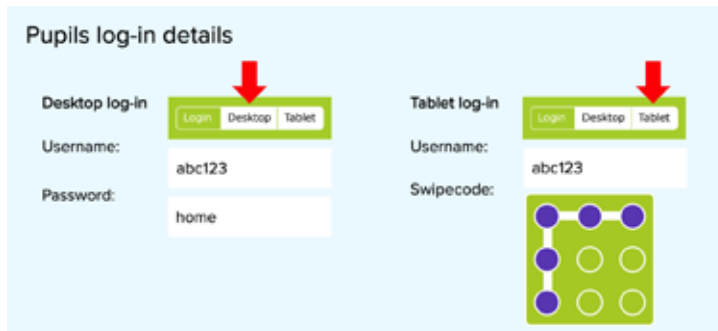 Pupils log-in details
Desktop log-in
Login Desktop Tablet
Username:
abc123
Password:
home
Tablet log-in
Login Desktop Tablet
Username:
abc123
Swipecode: